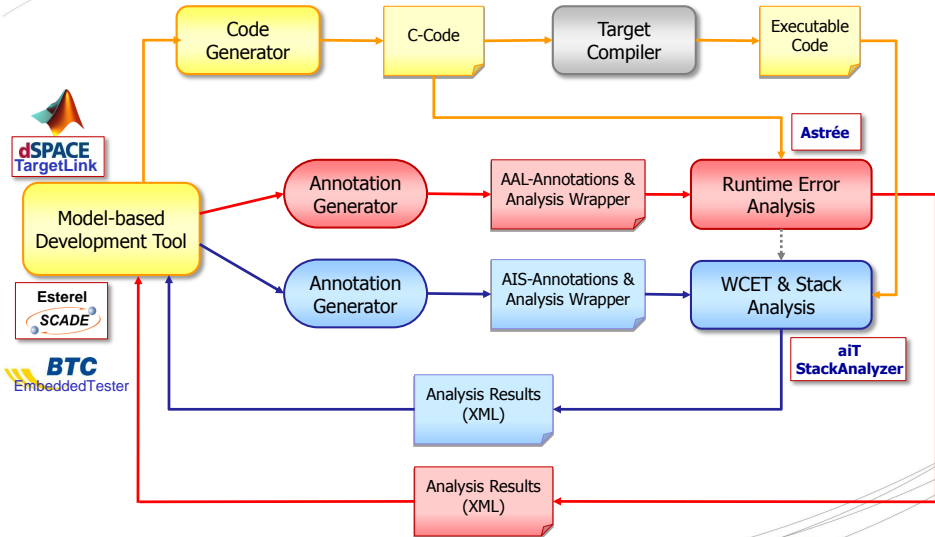 Code
Generator
C-Code
Target
Compiler
Executable
Code
dSPACE
TargetLink
Astrée
Model-based
Development Tool
Annotation
Generator
AAL-Annotations &
Analysis Wrapper
Runtime Error
Analysis
Annotation
Generator
AIS-Annotations &
Analysis Wrapper
WCET & Stack
Analysis
Esterel
SCADE
BTC
EmbeddedTester
aiT
StackAnalyzer
Analysis Results
(XML)
Analysis Results
(XML)